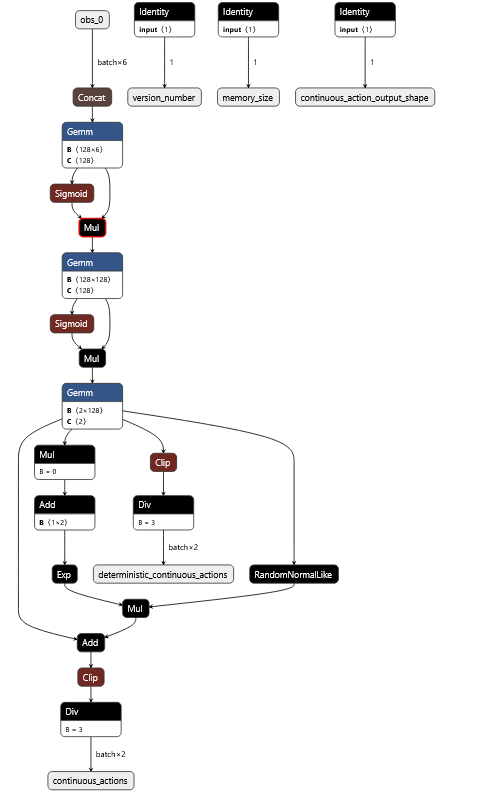 obs_0
Identity
Identity
Identity
input ⟨1⟩
input ⟨1⟩
input ⟨1⟩
batch×6
1
1
1
Concat
version_number
memory_size
continuous_action_output_shape
Gemm
B ⟨128×6⟩
C ⟨128⟩
Sigmoid
Mul
Gemm
B ⟨128×128⟩
C ⟨128⟩
Sigmoid
Mul
Gemm
B ⟨2×128⟩
C ⟨2⟩
Mul
B = 0
Clip
Add
B ⟨1×2⟩
Div
B = 3
batch×2
Exp
deterministic_continuous_actions
RandomNormalLike
Mul
Add
Clip
Div
B = 3
batch×2
continuous_actions